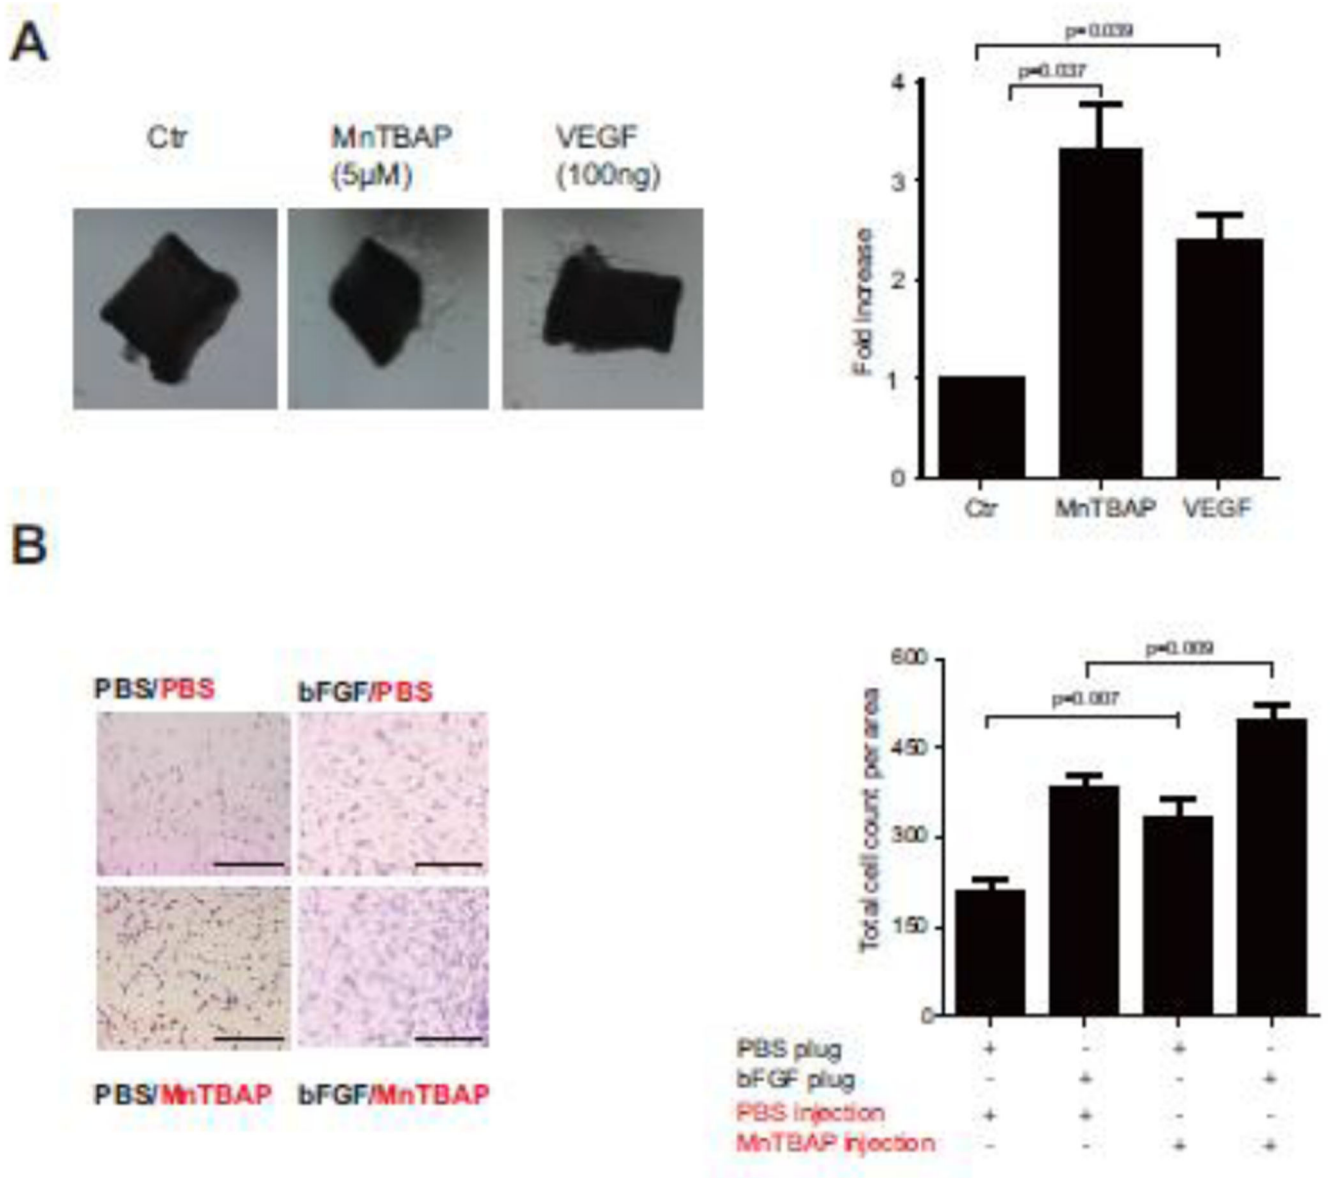 A
Ctr
MnTBAP
(5µM)
VEGF
(100ng)
p=0.039
p=0.037
4
3
2
1
0
Fold increase
Ctr MnTBAP VEGF
B
PBS/PBS bFGF/PBS
PBS/MnTBAP bFGF/MnTBAP
p=0.009
p=0.007
600
450
300
150
0
Total cell count per area
PBS plug + - + -
bFGF plug - + - +
PBS injection + + - -
MnTBAP injection - - + +